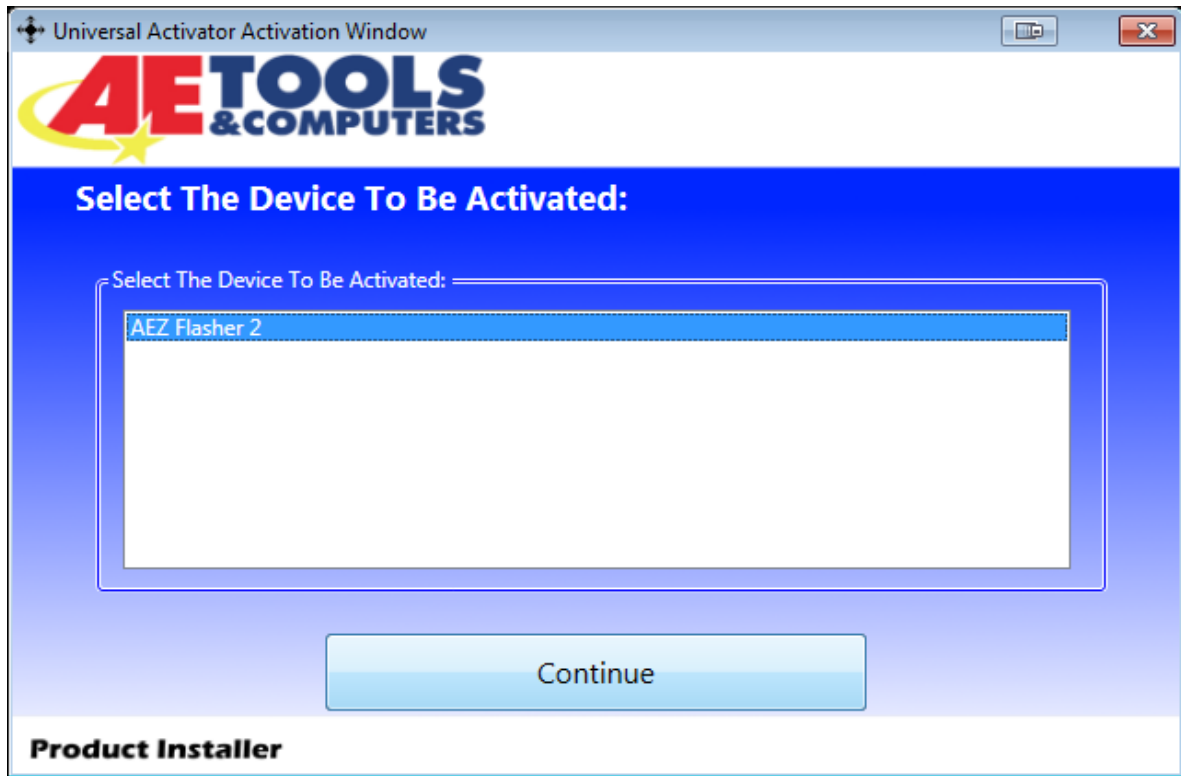 Universal Activator Activation Window
AE TOOLS
&COMPUTERS
Select The Device To Be Activated:
Select The Device To Be Activated:
AEZ Flasher 2
Continue
Product Installer